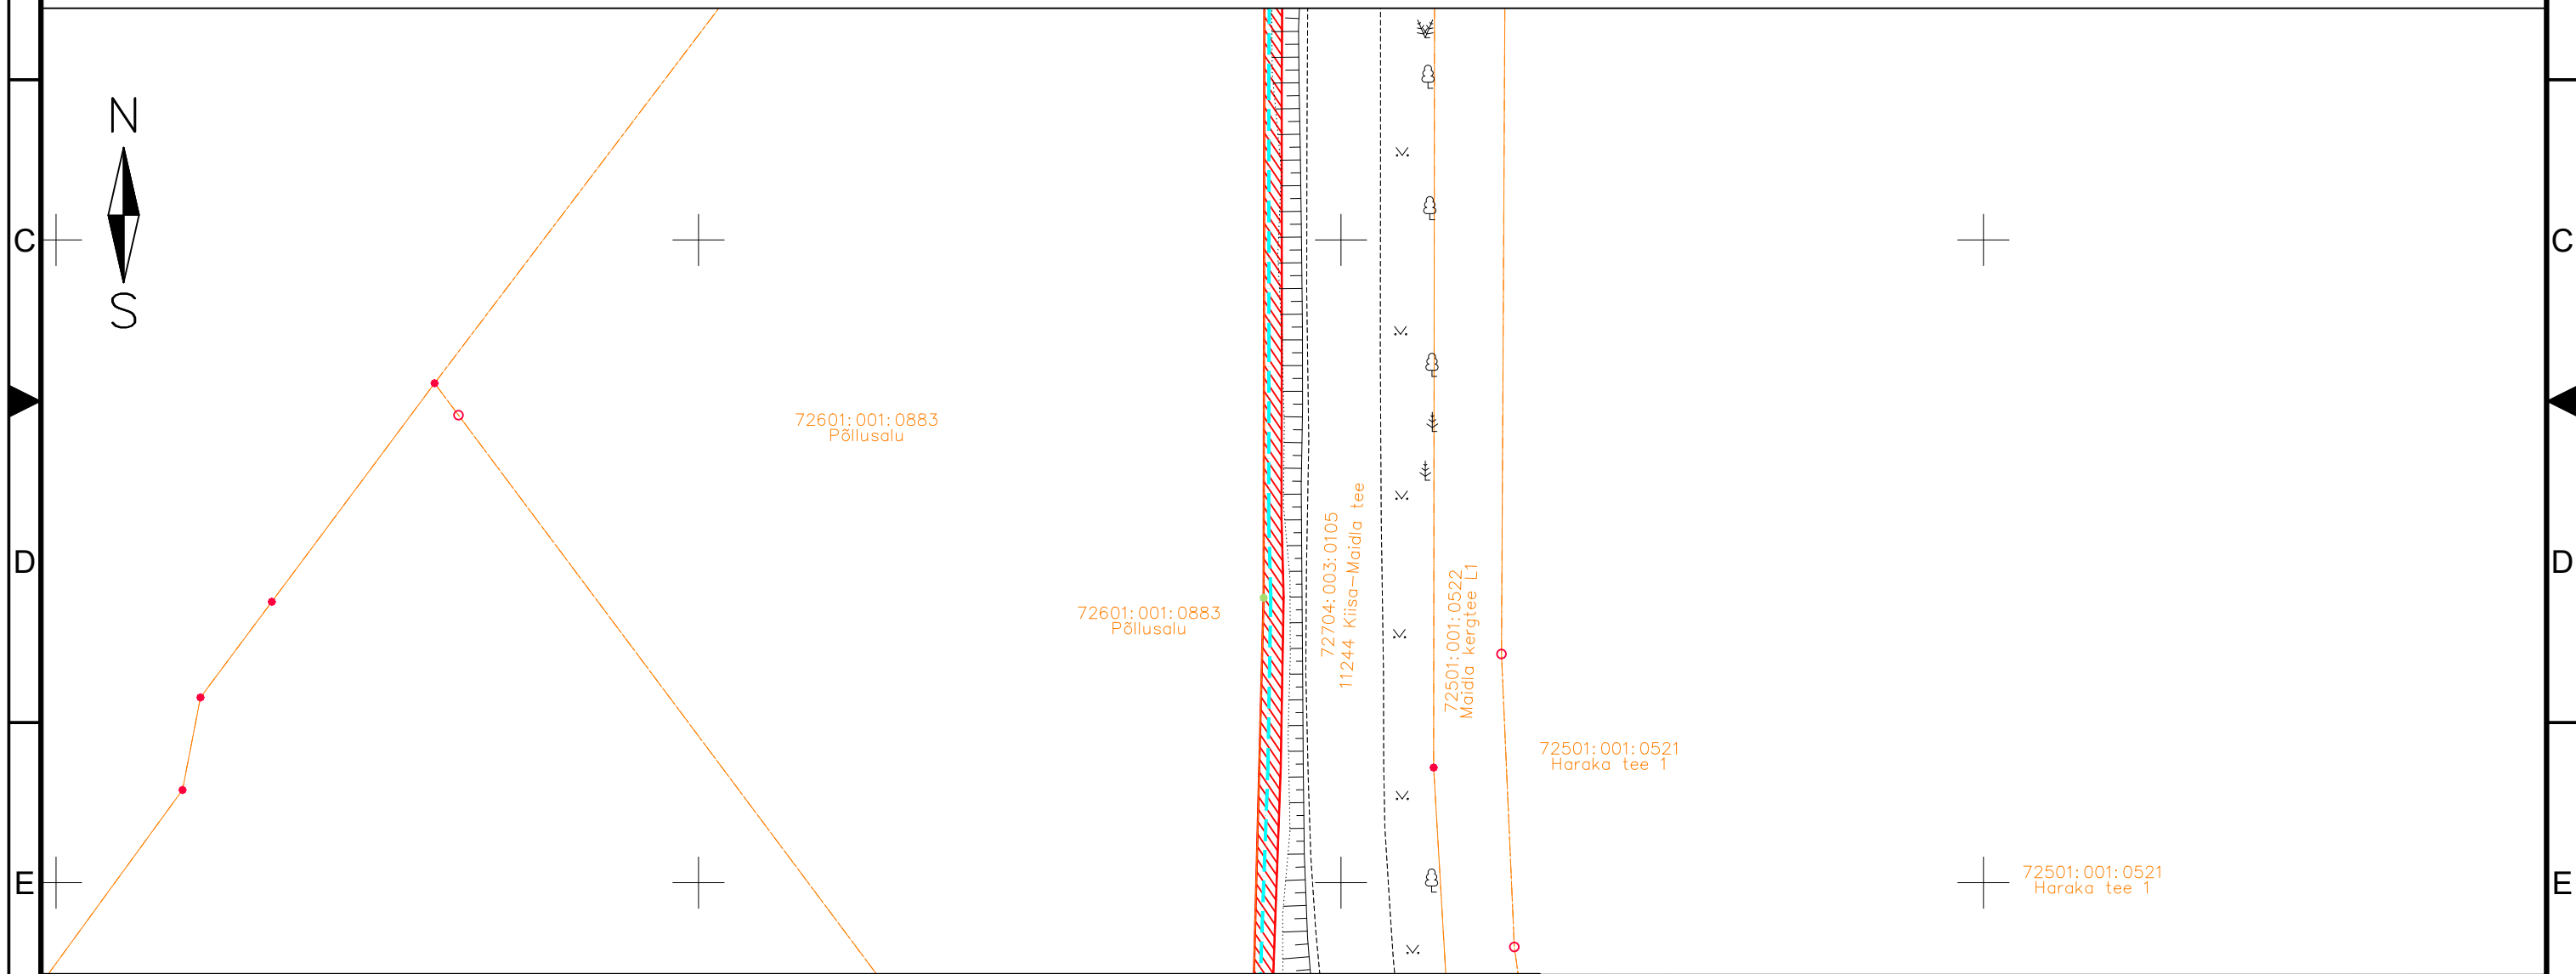 N
S
C
C
72601:001:0883
Põllusalu
D
D
72601:001:0883
Põllusalu
72704:003:0105
11244 Kiisa-Maidla tee
72501:001:0522
Maidla kergtee L1
72501:001:0521
Haraka tee 1
E
E
72501:001:0521
Haraka tee 1